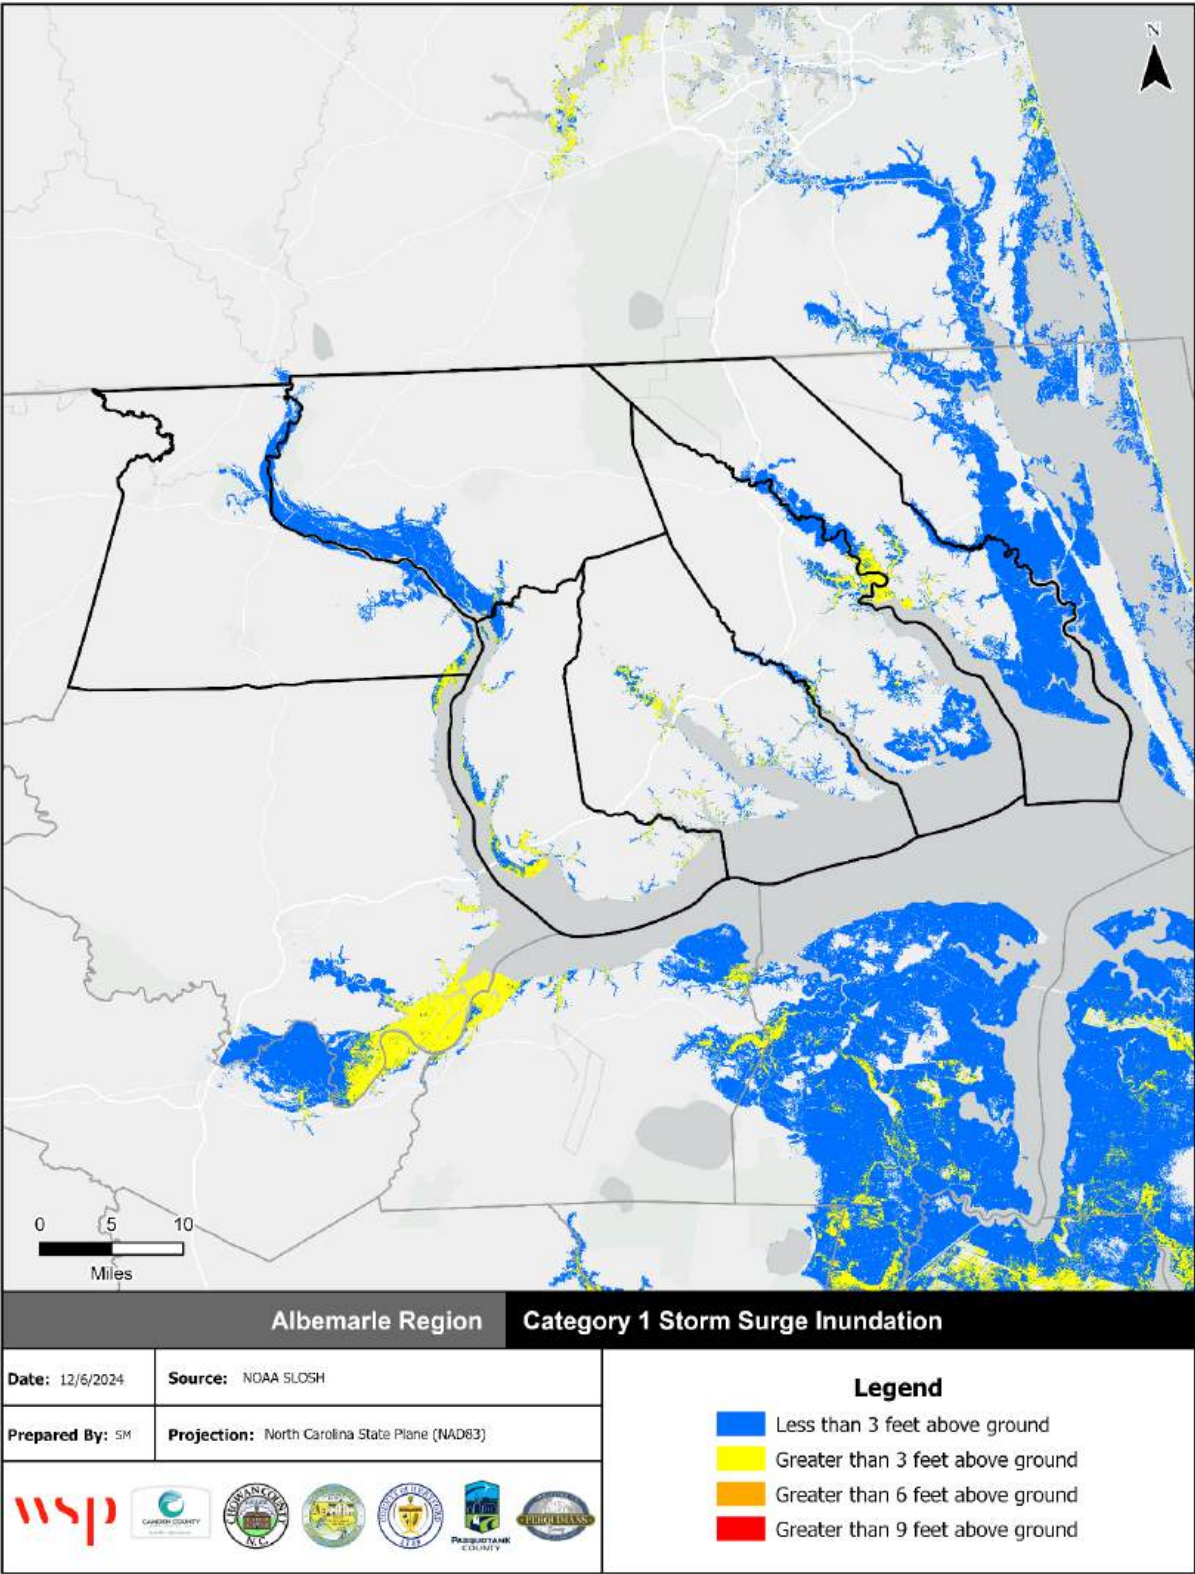 N
0 5 10
Miles
Albemarle Region
Category 1 Storm Surge Inundation
Date: 12/6/2024
Source: NOAA SLOSH
Prepared By: SM
Projection: North Carolina State Plane (NAD83)
Legend
Less than 3 feet above ground
Greater than 3 feet above ground
Greater than 6 feet above ground
Greater than 9 feet above ground
wsp
CAMDEN COUNTY
CHOWAN COUNTY
N.C.
PASQUOTANK
COUNTY
PERQUIMANS